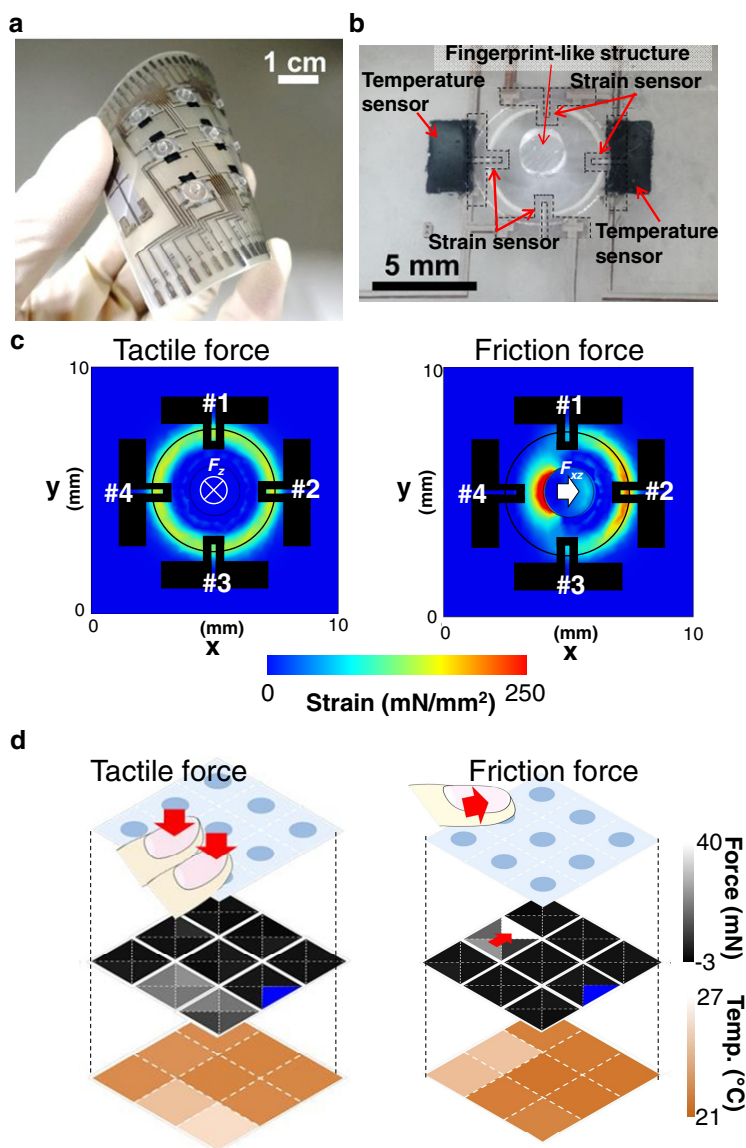 a
1 cm
b
Fingerprint-like structure
Temperature
sensor
Strain sensor
Strain sensor
Temperature
sensor
5 mm
c
Tactile force
10
y
(mm)
0
0
(mm)
x
10
#1
#2
#3
#4
Fz
Friction force
10
y
(mm)
0
0
(mm)
x
10
#1
#2
#3
#4
Fxz
0
250
Strain (mN/mm²)
d
Tactile force
Friction force
40
-3
Force (mN)
27
21
Temp. (°C)